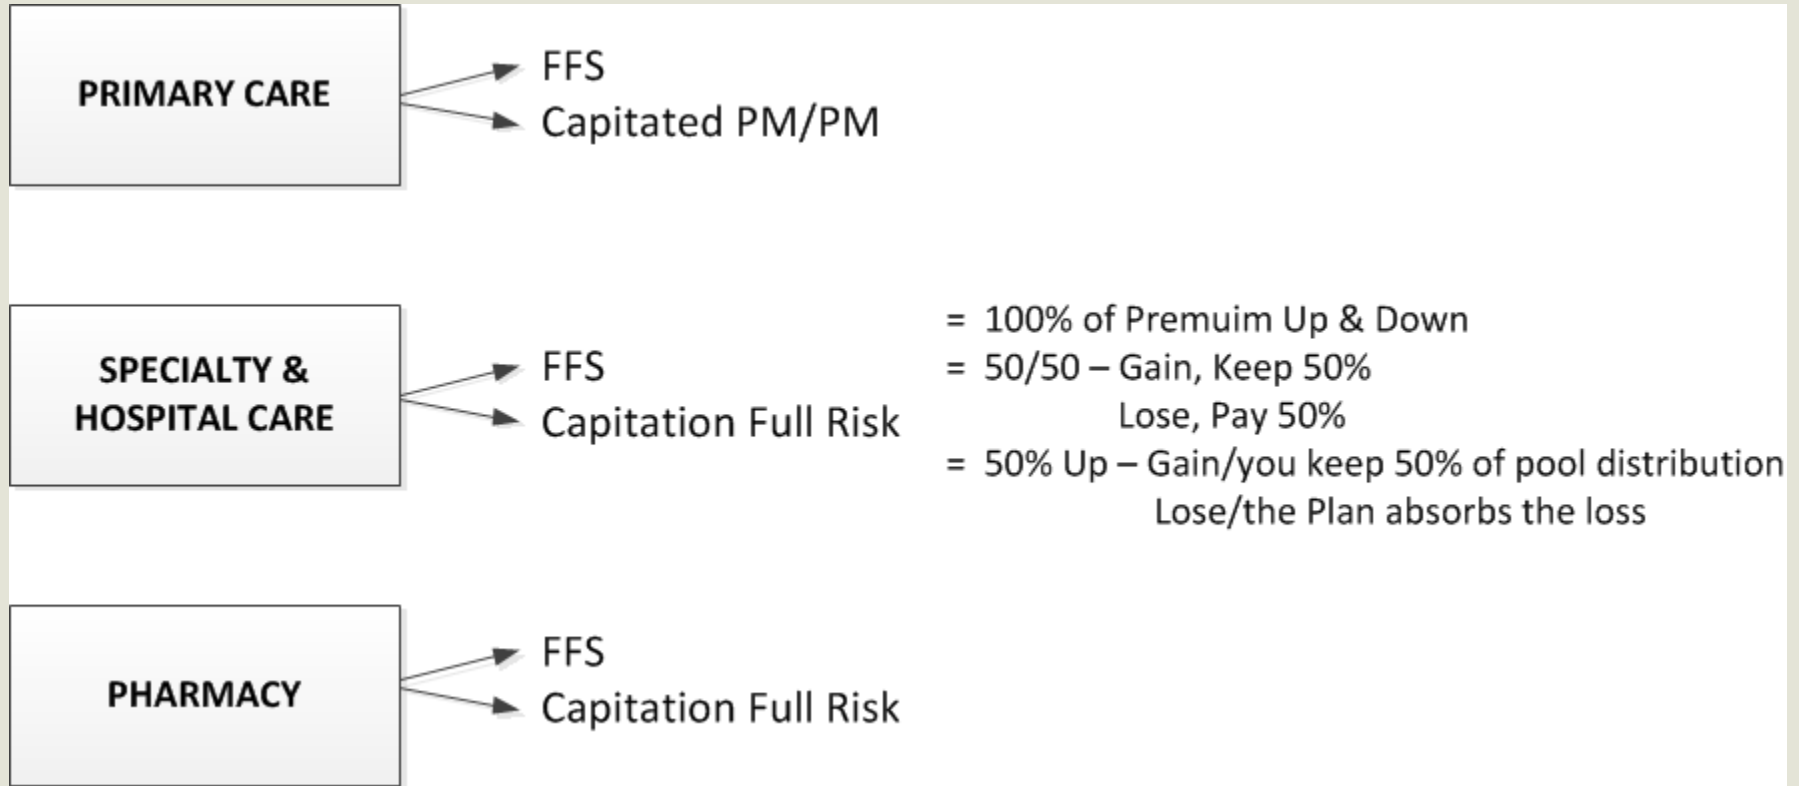 PRIMARY CARE
FFS
Capitated PM/PM
SPECIALTY &
HOSPITAL CARE
FFS
Capitation Full Risk
= 100% of Premuim Up & Down
= 50/50 – Gain, Keep 50%
Lose, Pay 50%
= 50% Up – Gain/you keep 50% of pool distribution
Lose/the Plan absorbs the loss
PHARMACY
FFS
Capitation Full Risk